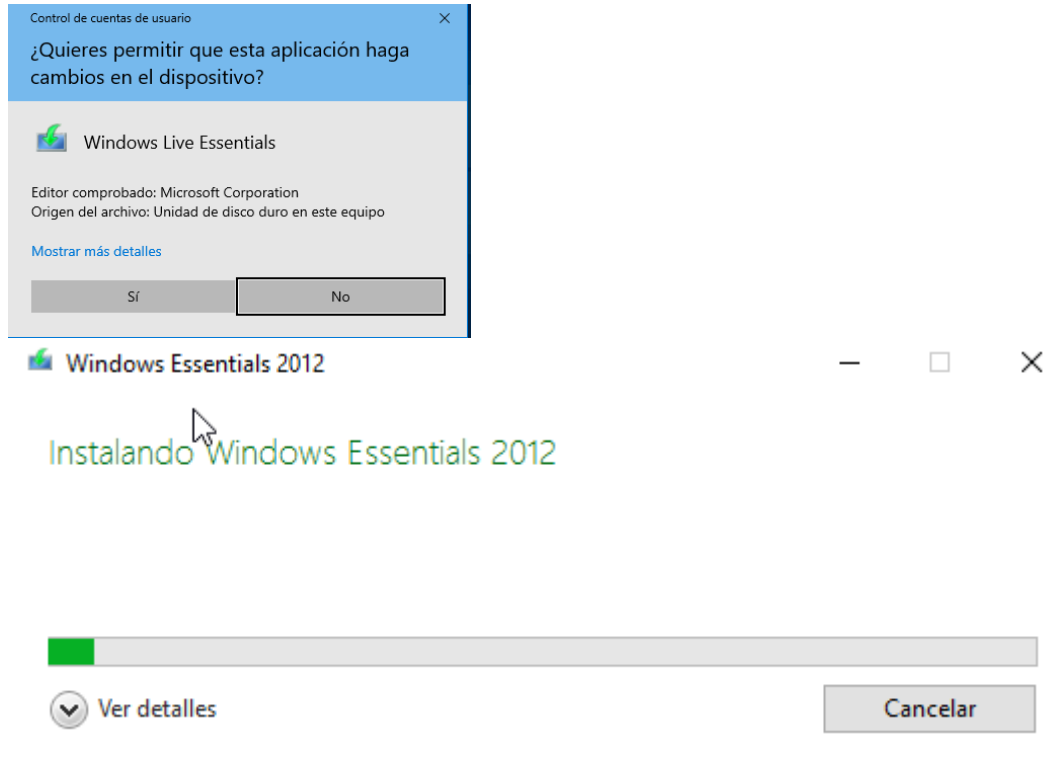 Control de cuentas de usuario
¿Quieres permitir que esta aplicación haga
cambios en el dispositivo?
Windows Live Essentials
Editor comprobado: Microsoft Corporation
Origen del archivo: Unidad de disco duro en este equipo
Mostrar más detalles
Sí No
Windows Essentials 2012
Instalando Windows Essentials 2012
Ver detalles Cancelar